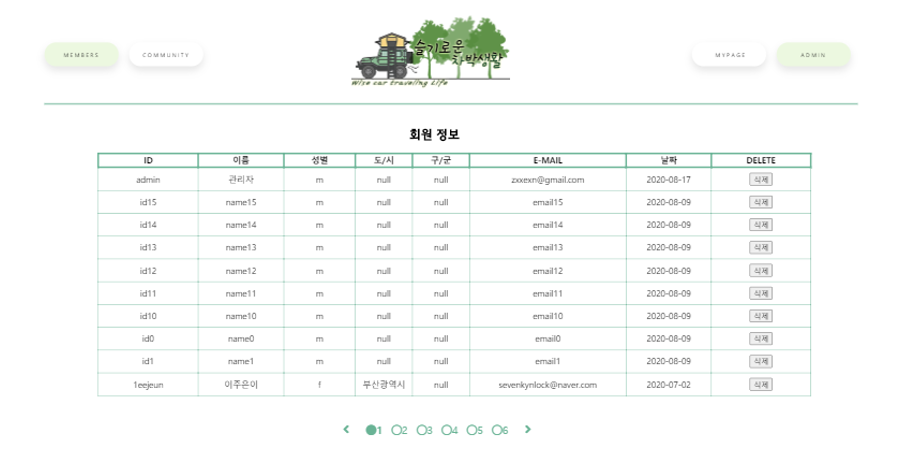 MEMBERS COMMUNITY 슬기로운 차박생활 MYPAGE ADMIN
Wise car traveling Life
회원 정보
ID 이름 성별 도/시 구/군 E-MAIL 날짜 DELETE
admin 관리자 m null null zxxexn@gmail.com 2020-08-17 삭제
id15 name15 m null null email15 2020-08-09 삭제
id14 name14 m null null email14 2020-08-09 삭제
id13 name13 m null null email13 2020-08-09 삭제
id12 name12 m null null email12 2020-08-09 삭제
id11 name11 m null null email11 2020-08-09 삭제
id10 name10 m null null email10 2020-08-09 삭제
id0 name0 m null null email0 2020-08-09 삭제
id1 name1 m null null email1 2020-08-09 삭제
1eejeun 이주은이 f 부산광역시 null sevenkynlock@naver.com 2020-07-02 삭제
1 2 3 4 5 6